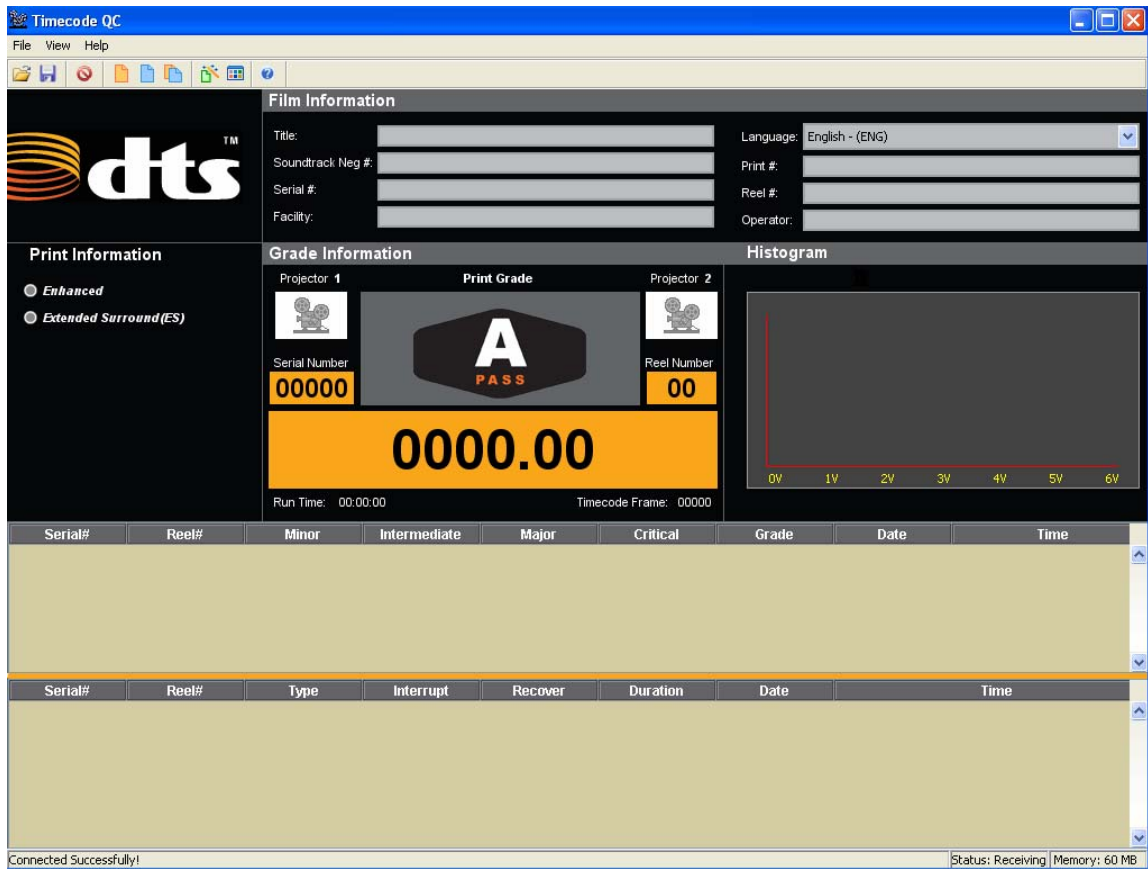 Timecode QC
File View Help
Film Information
dts TM
Title:
Language: English - (ENG)
Soundtrack Neg #:
Print #:
Serial #:
Reel #:
Facility:
Operator:
Print Information
Enhanced
Extended Surround(ES)
Grade Information
Projector 1 Print Grade Projector 2
A
PASS
Serial Number
00000
Reel Number
00
0000.00
Run Time: 00:00:00 Timecode Frame: 00000
Histogram
0V 1V 2V 3V 4V 5V 6V
Serial# Reel# Minor Intermediate Major Critical Grade Date Time
Serial# Reel# Type Interrupt Recover Duration Date Time
Connected Successfully! Status: Receiving Memory: 60 MB